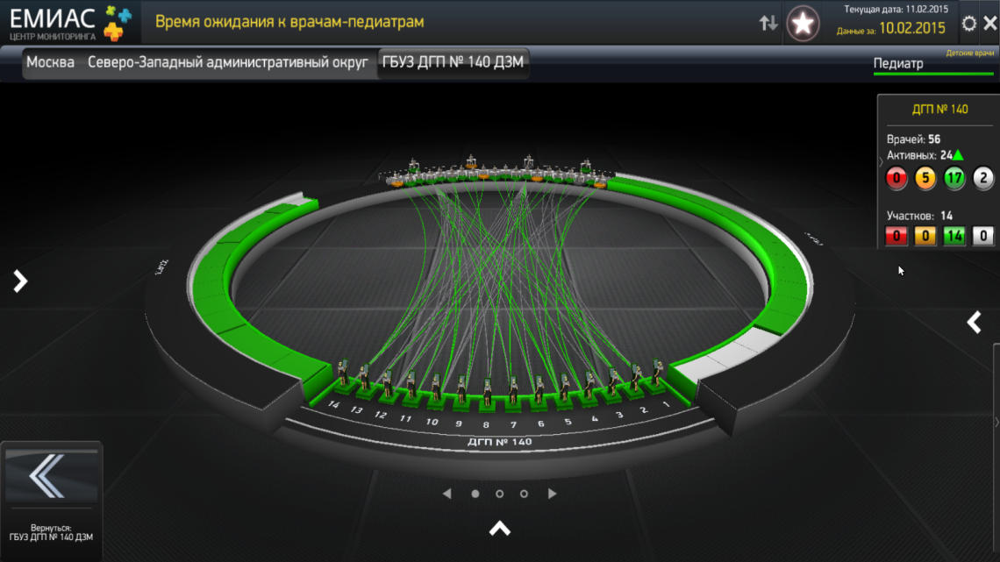 ЕМИАС
ЦЕНТР МОНИТОРИНГА
Время ожидания к врачам-педиатрам
Текущая дата: 11.02.2015
Данные за: 10.02.2015
Москва Северо-Западный административный округ ГБУЗ ДГП № 140 ДЗМ
Детские врачи
Педиатр
ДГП № 140
Врачей: 56
Активных: 24
0 5 17 2
Участков: 14
0 0 14 0
14 13 12 11 10 9 8 7 6 5 4 3 2 1
ДГП № 140
Вернуться:
ГБУЗ ДГП № 140 ДЗМ